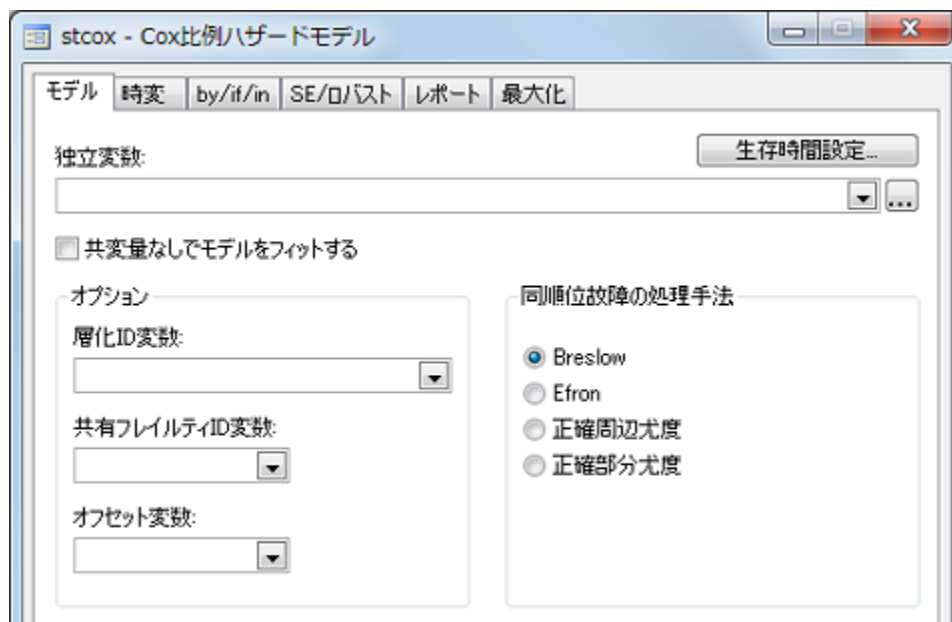 stcox - Cox比例ハザードモデル
モデル 時変 by/if/in SE/ロバスト レポート 最大化
独立変数: 生存時間設定...
...
共変量なしでモデルをフィットする
オプション 同順位故障の処理手法
層化ID変数:
Breslow
Efron
共有フレイルティID変数: 正確周辺尤度
正確部分尤度
オフセット変数: